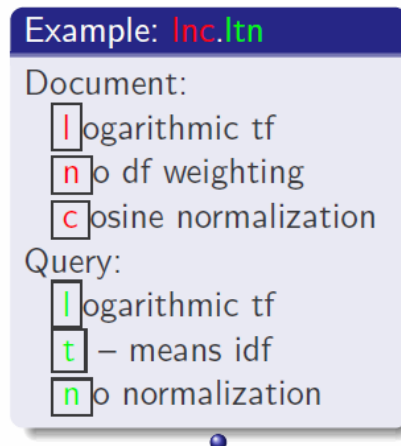 Example: lnc.ltn
Document:
logarithmic tf
no df weighting
cosine normalization
Query:
logarithmic tf
t – means idf
no normalization